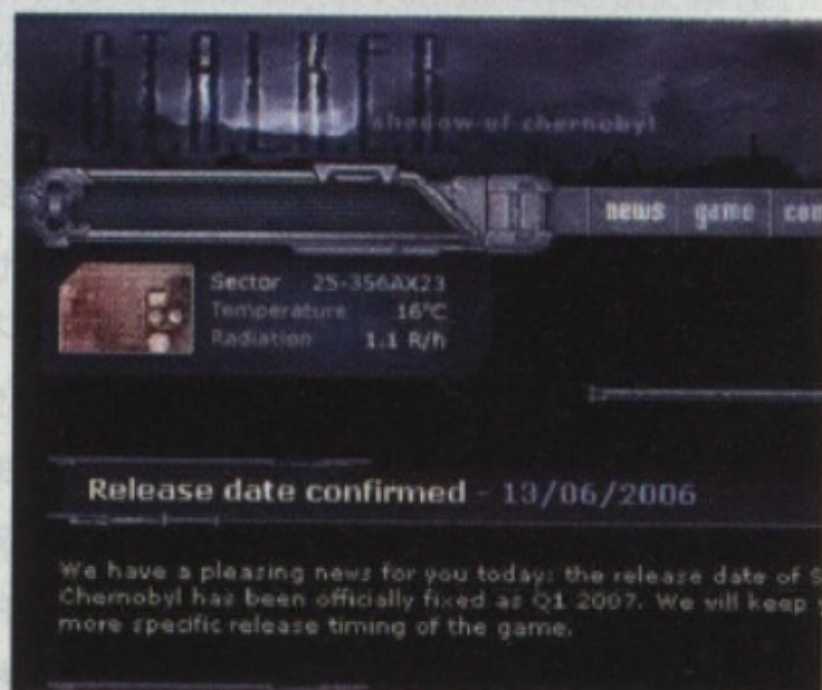 S.T.A.L.K.E.R.
shadow of chernobyl
news game
Sector 25-356AX23
Temperature 16°C
Radiation 1.1 R/h
Release date confirmed - 13/06/2006
We have a pleasing news for you today: the release date of S
Chernobyl has been officially fixed as Q1 2007. We will keep
more specific release timing of the game.